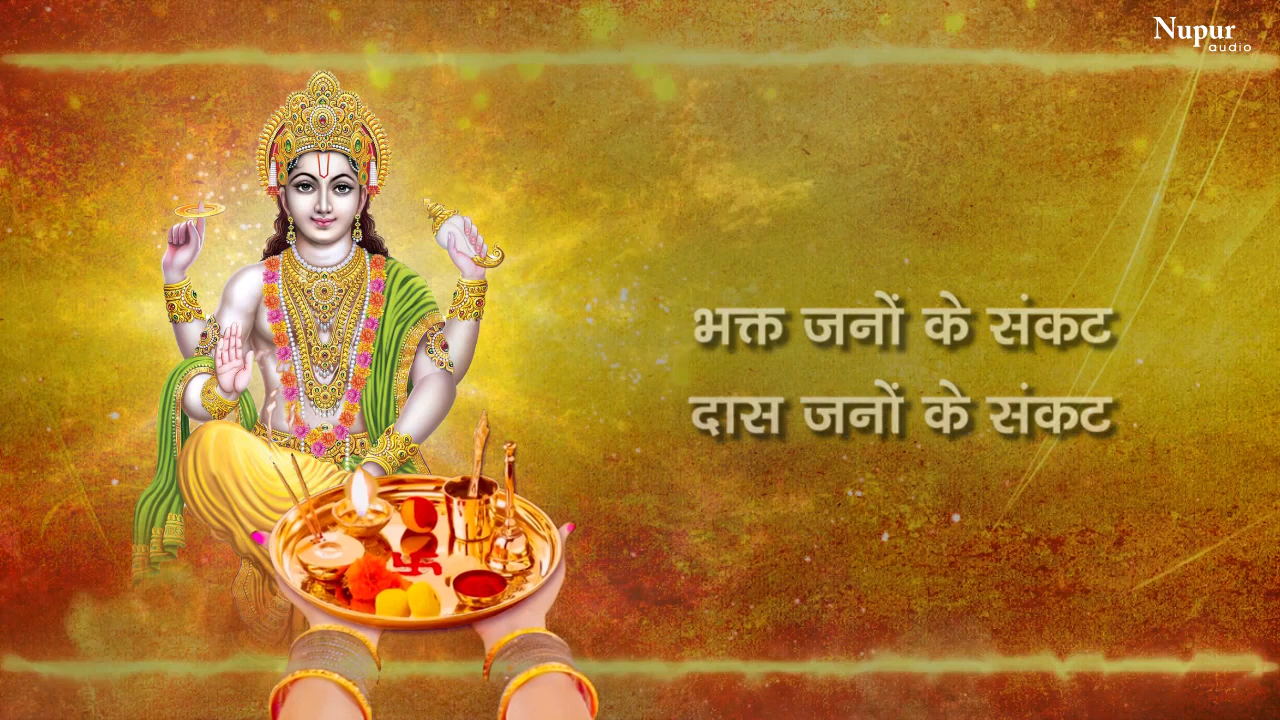 Nupur
audio
भक्त जनों के संकट
दास जनों के संकट